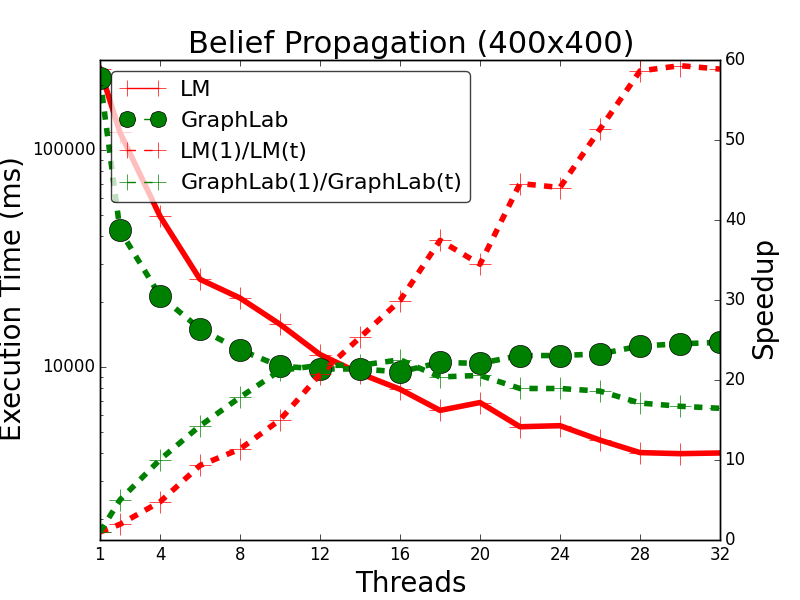 Belief Propagation (400x400)
LM
GraphLab
LM(1)/LM(t)
GraphLab(1)/GraphLab(t)
Execution Time (ms)
100000
10000
Speedup
60
50
40
30
20
10
0
1 4 8 12 16 20 24 28 32
Threads